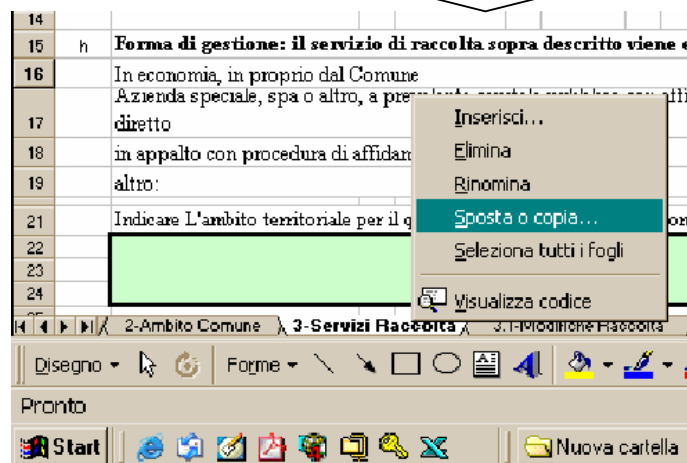 14
15 h Forma di gestione: il servizio di raccolta sopra descritto viene e
16 In economia, in proprio dal Comune
Azienda speciale, spa o altro, a
17 diretto
18 in appalto con procedura di
19 altro:
21 Indicare L'ambito territoriale per il
22
23
24
Inserisci...
Elimina
Rinomina
Sposta o copia...
Seleziona tutti i fogli
Visualizza codice
2-Ambito Comune 3-Servizi Raccolta 3.1-Modifiche Raccolta
Disegno Forme
Pronto
Start Nuova cartella